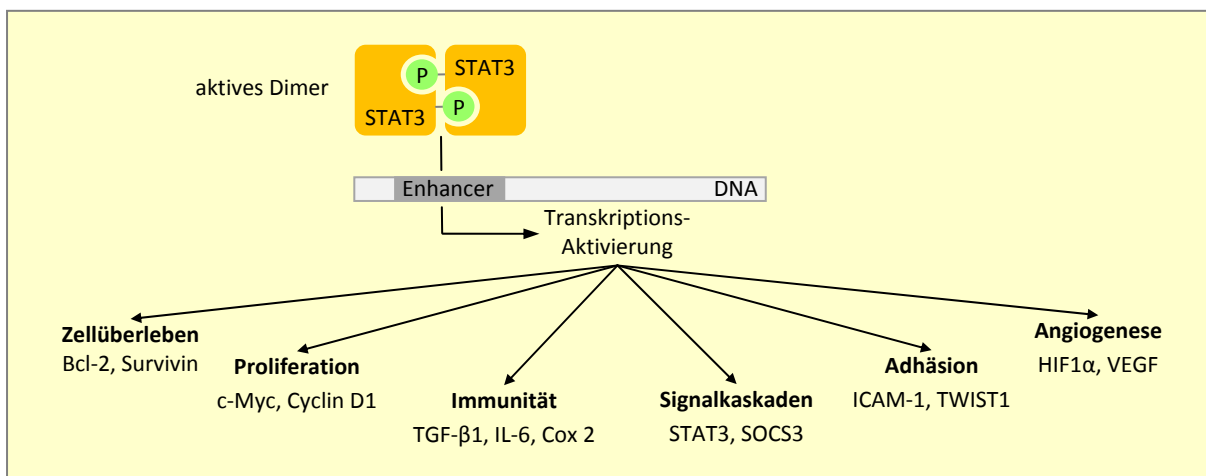 aktives Dimer
P
STAT3
STAT3
P
Enhancer
DNA
Transkriptions-
Aktivierung
Zellüberleben
Bcl-2, Survivin
Proliferation
c-Myc, Cyclin D1
Immunität
TGF-β1, IL-6, Cox 2
Signalkaskaden
STAT3, SOCS3
Adhäsion
ICAM-1, TWIST1
Angiogenese
HIF1α, VEGF